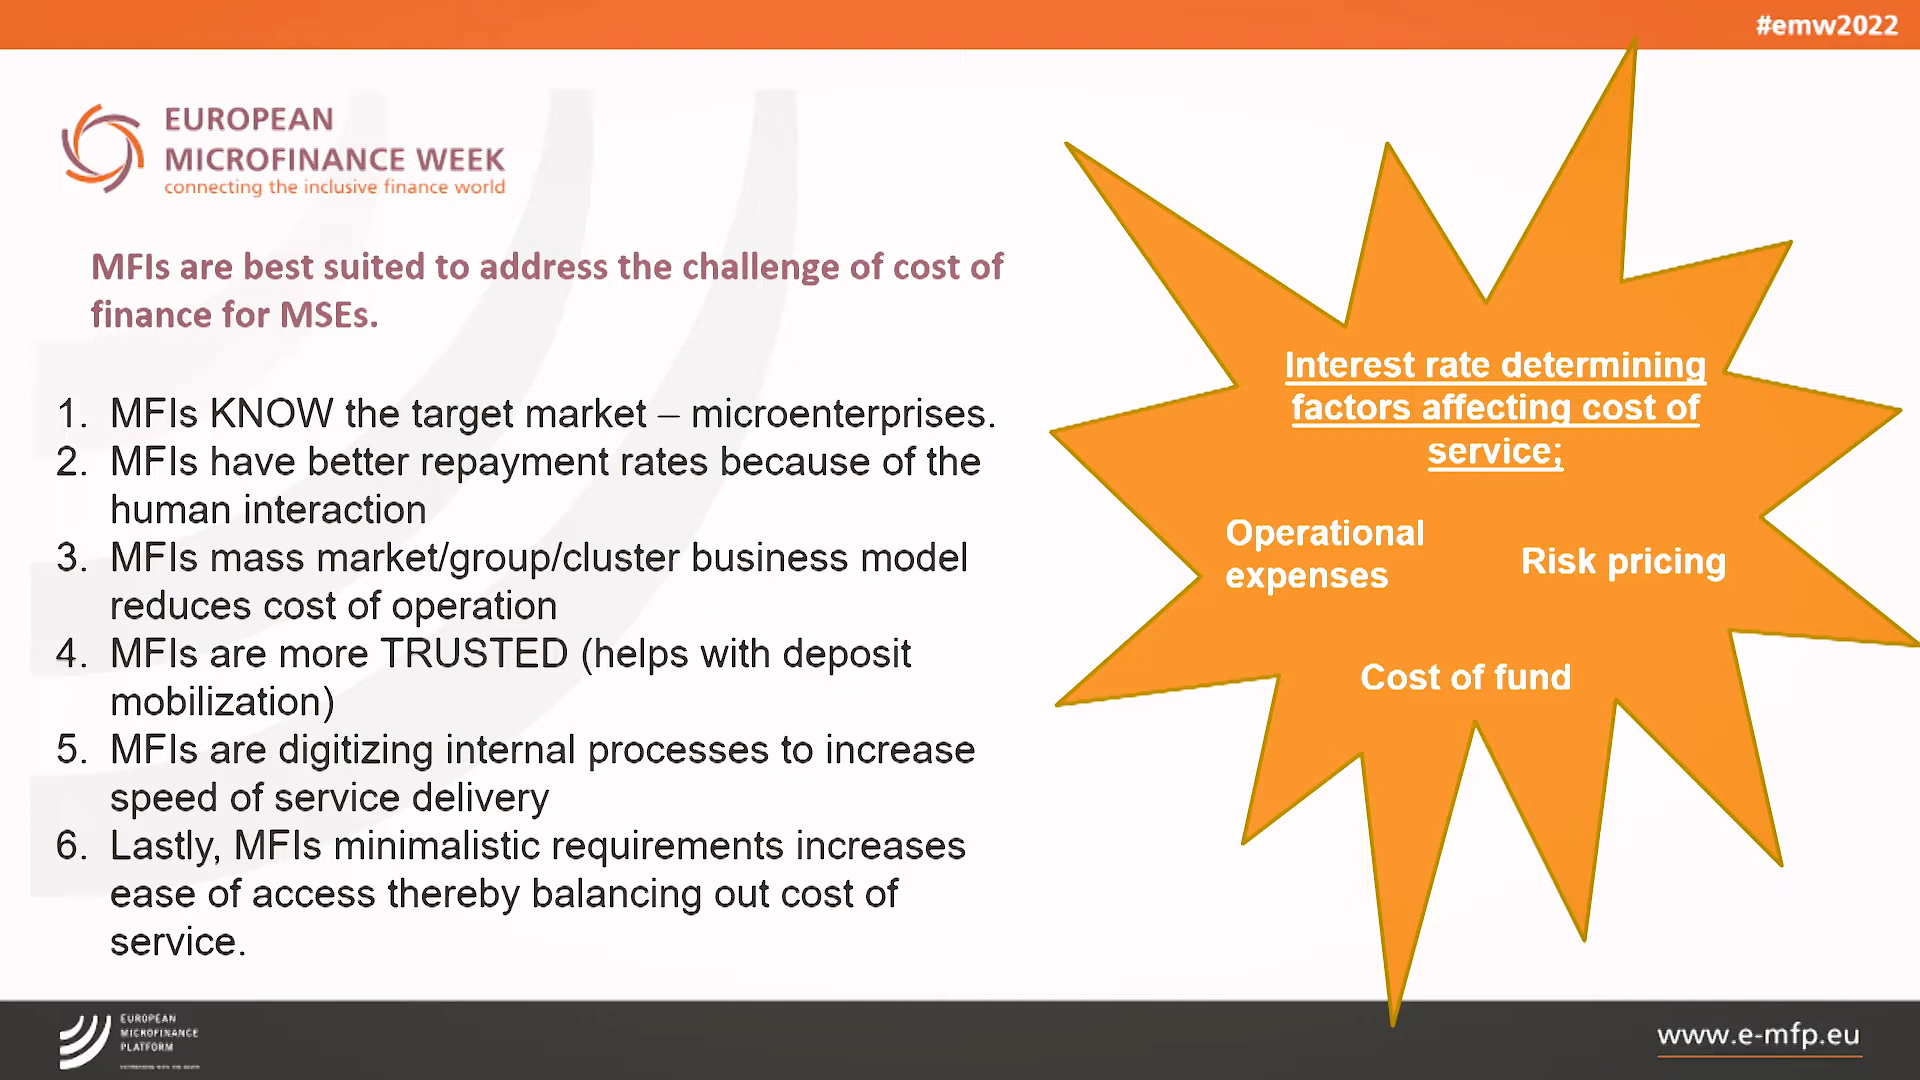 #emw2022
EUROPEAN
MICROFINANCE WEEK
connecting the inclusive finance world
MFIs are best suited to address the challenge of cost of
finance for MSEs.
1. MFIs KNOW the target market – microenterprises.
2. MFIs have better repayment rates because of the
human interaction
3. MFIs mass market/group/cluster business model
reduces cost of operation
4. MFIs are more TRUSTED (helps with deposit
mobilization)
5. MFIs are digitizing internal processes to increase
speed of service delivery
6. Lastly, MFIs minimalistic requirements increases
ease of access thereby balancing out cost of
service.
Interest rate determining
factors affecting cost of
service;
Operational
expenses
Risk pricing
Cost of fund
EUROPEAN
MICROFINANCE
PLATFORM
www.e-mfp.eu